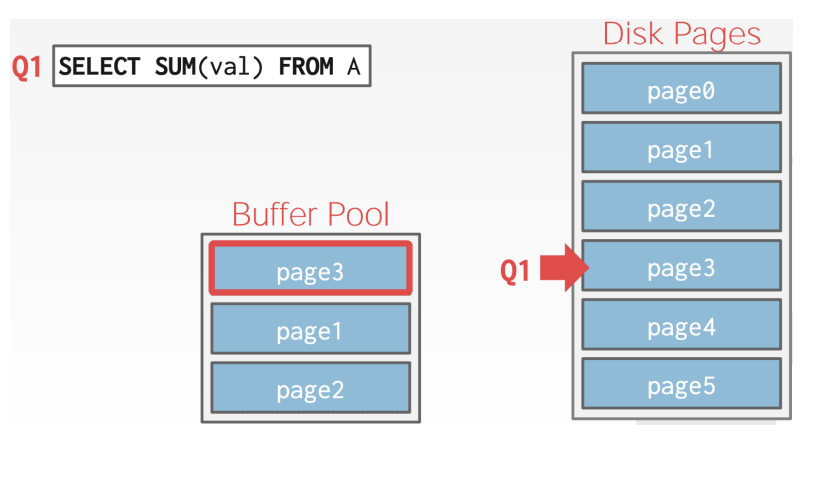 Disk Pages
Q1 SELECT SUM(val) FROM A
page0
page1
page2
Buffer Pool
page3
page1
page2
Q1
page3
page4
page5